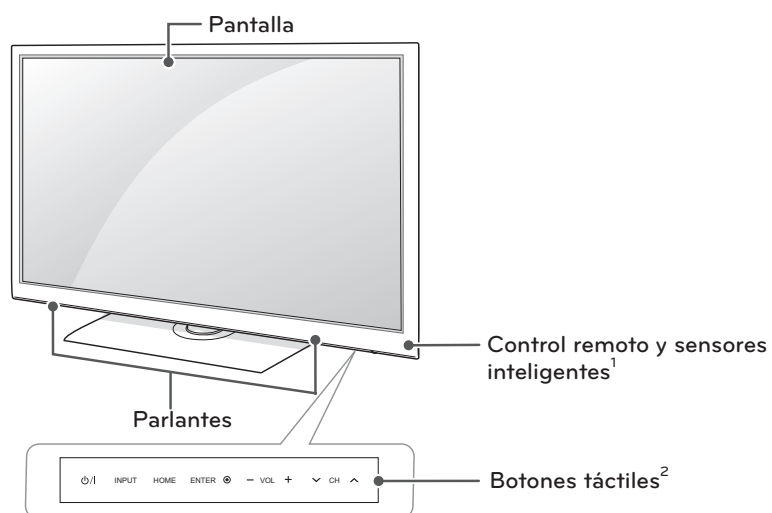 Pantalla
Control remoto y sensores
inteligentes1
Parlantes
⏻/I INPUT HOME ENTER ⦿ − VOL + ∨ CH ∧
Botones táctiles2